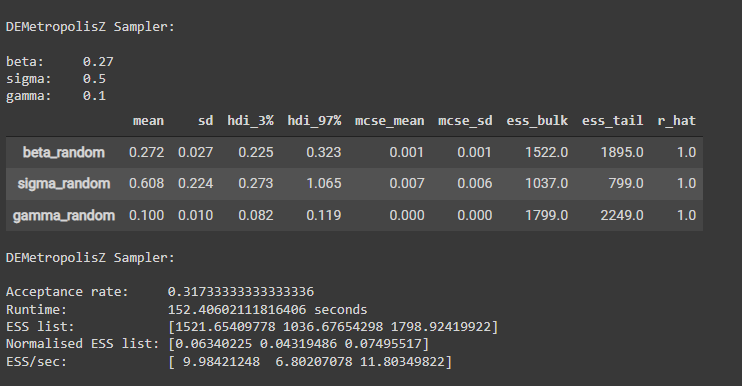 DEMetropolisZ Sampler:
beta: 0.27
sigma: 0.5
gamma: 0.1
mean sd hdi_3% hdi_97% mcse_mean mcse_sd ess_bulk ess_tail r_hat
beta_random 0.272 0.027 0.225 0.323 0.001 0.001 1522.0 1895.0 1.0
sigma_random 0.608 0.224 0.273 1.065 0.007 0.006 1037.0 799.0 1.0
gamma_random 0.100 0.010 0.082 0.119 0.000 0.000 1799.0 2249.0 1.0
DEMetropolisZ Sampler:
Acceptance rate: 0.31733333333333336
Runtime: 152.40602111816406 seconds
ESS list: [1521.65409778 1036.67654298 1798.92419922]
Normalised ESS list: [0.06340225 0.04319486 0.07495517]
ESS/sec: [ 9.98421248 6.80207078 11.80349822]